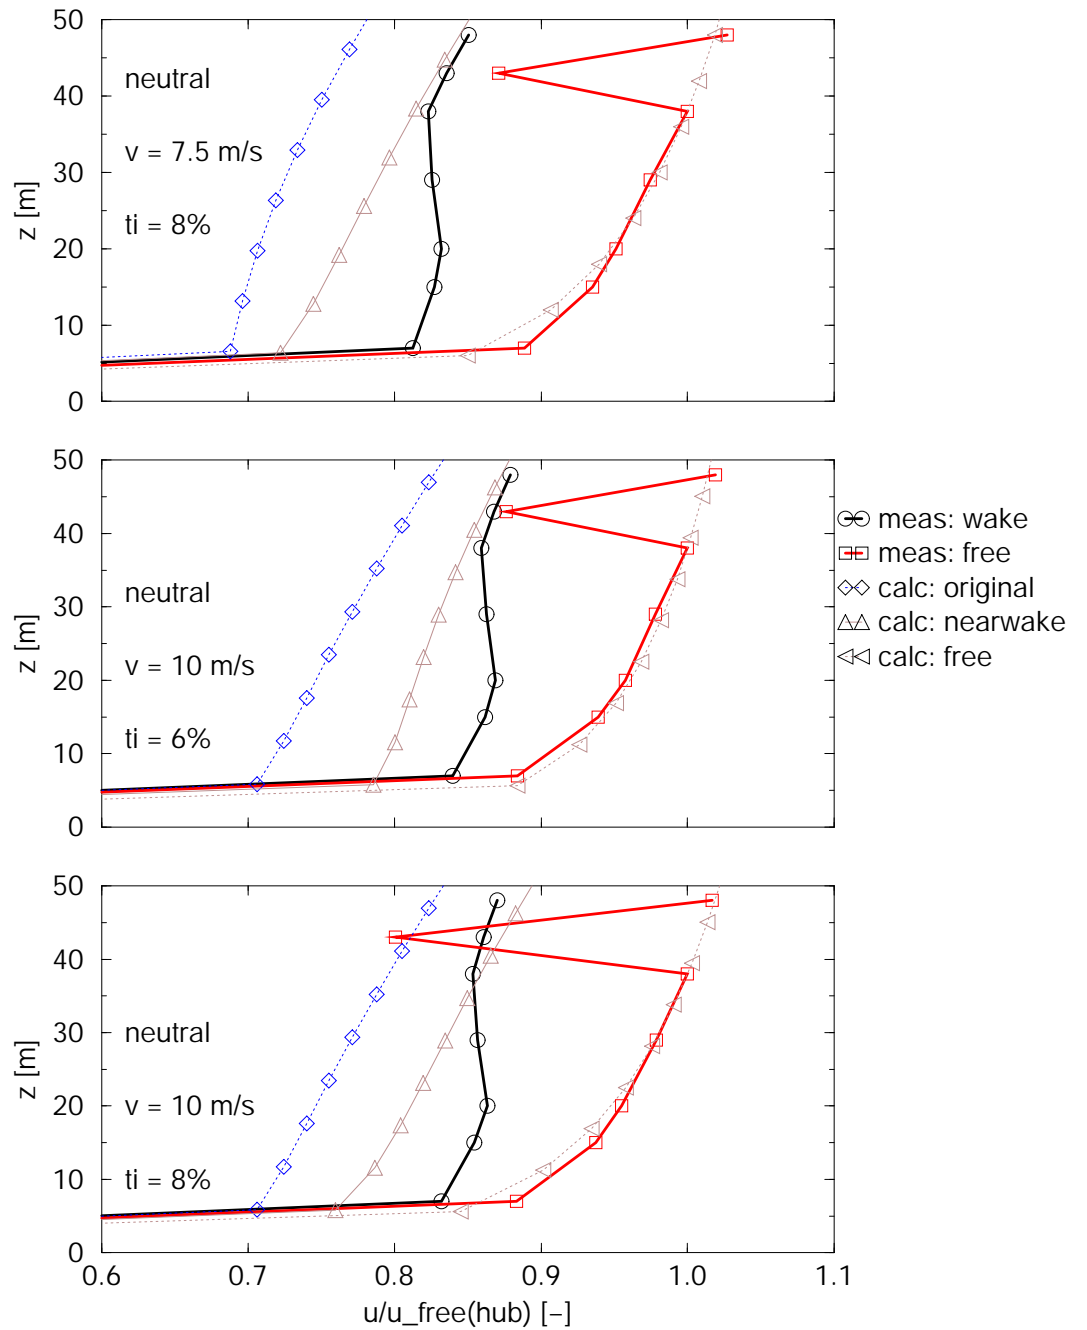 50
40
30
20
10
0
z [m]
neutral
v = 7.5 m/s
ti = 8%
50
40
30
20
10
0
z [m]
neutral
v = 10 m/s
ti = 6%
meas: wake
meas: free
calc: original
calc: nearwake
calc: free
50
40
30
20
10
0
z [m]
neutral
v = 10 m/s
ti = 8%
0.6 0.7 0.8 0.9 1.0 1.1
u/u_free(hub) [–]